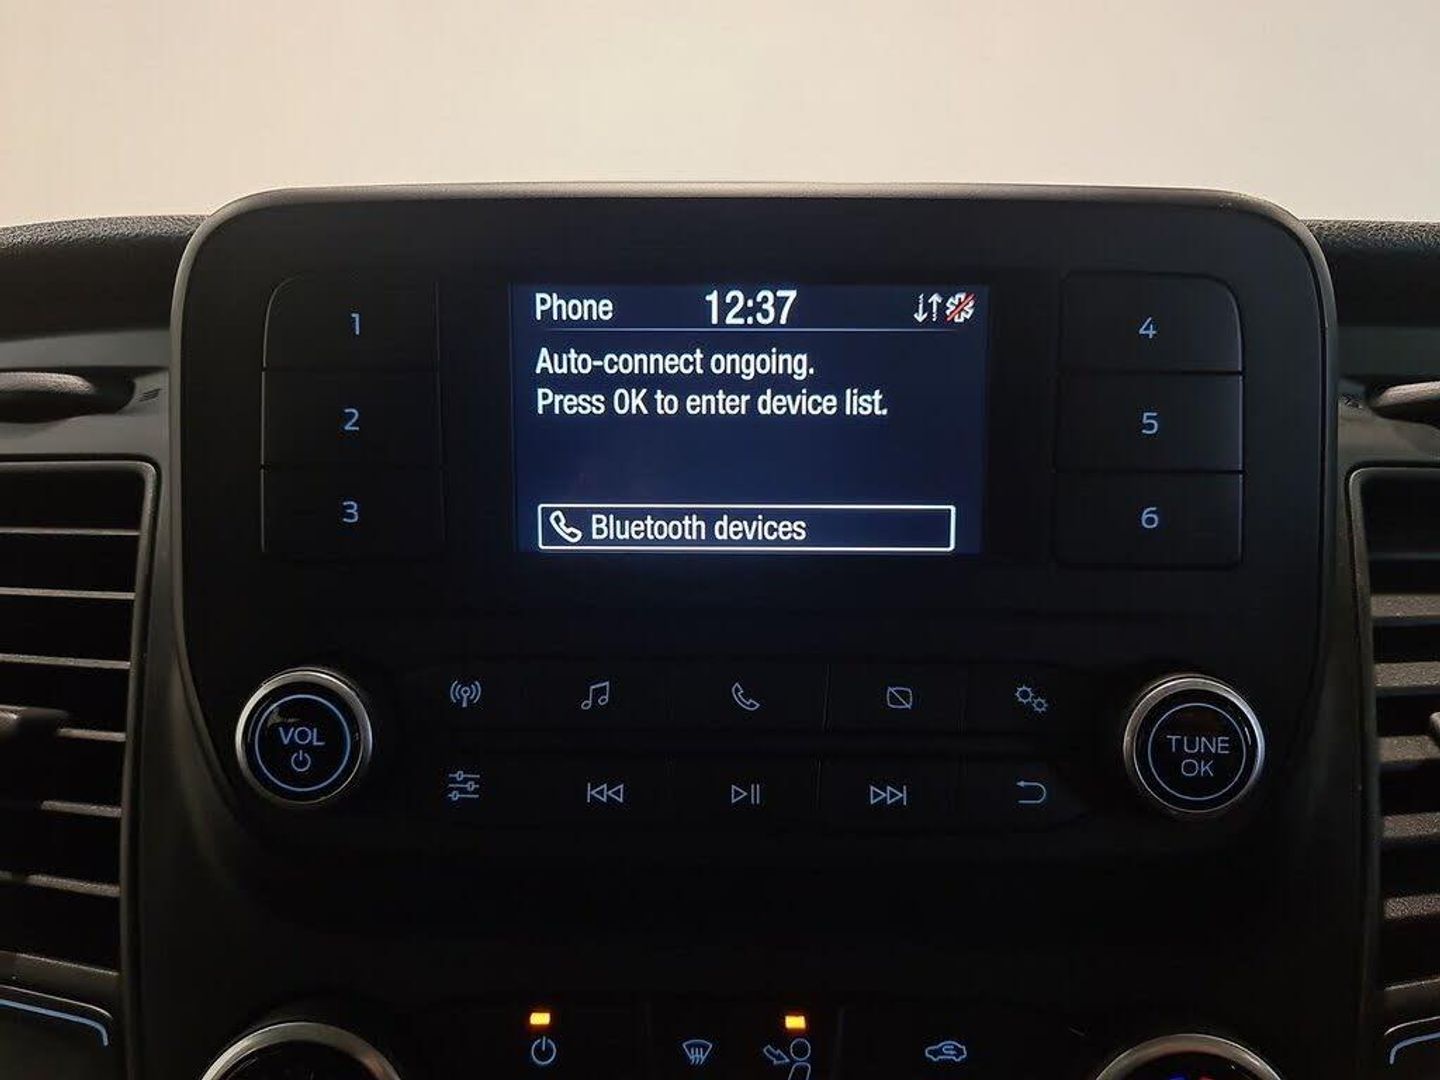 Phone 12:37
Auto-connect ongoing.
Press OK to enter device list.
Bluetooth devices
1
2
3
4
5
6
VOL
TUNE
OK